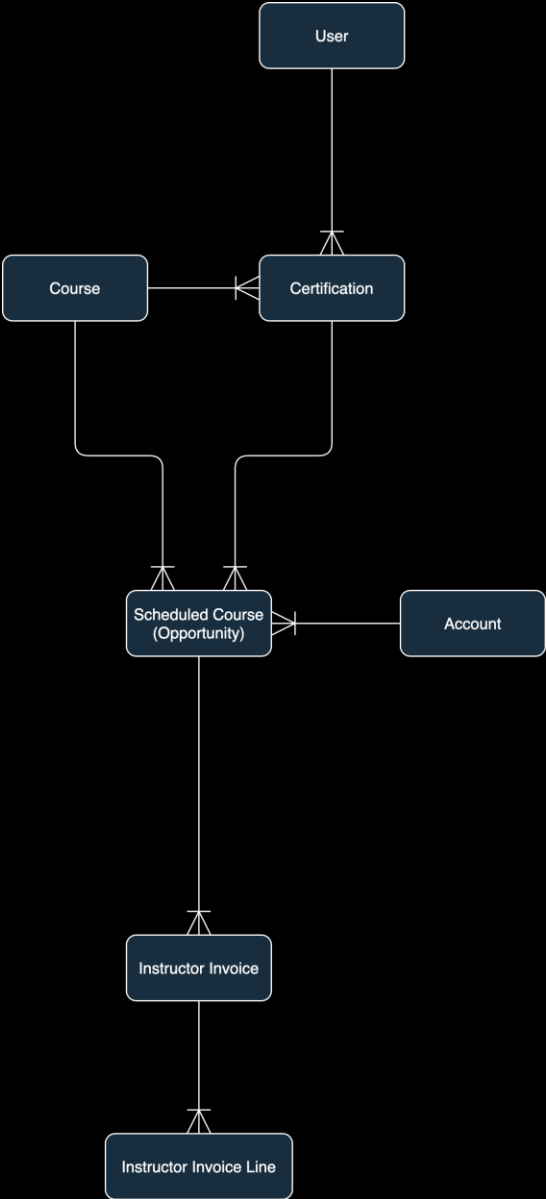 User
Course
Certification
Scheduled Course
(Opportunity)
Account
Instructor Invoice
Instructor Invoice Line